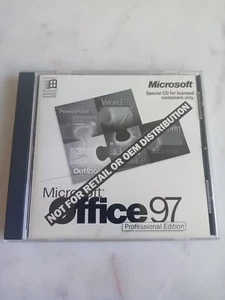 Microsoft
Special CD for licensed
customers only.
PowerPoint
Word
Outlook
NOT FOR RETAIL OR OEM DISTRIBUTION
Microsoft
Office 97
Professional Edition